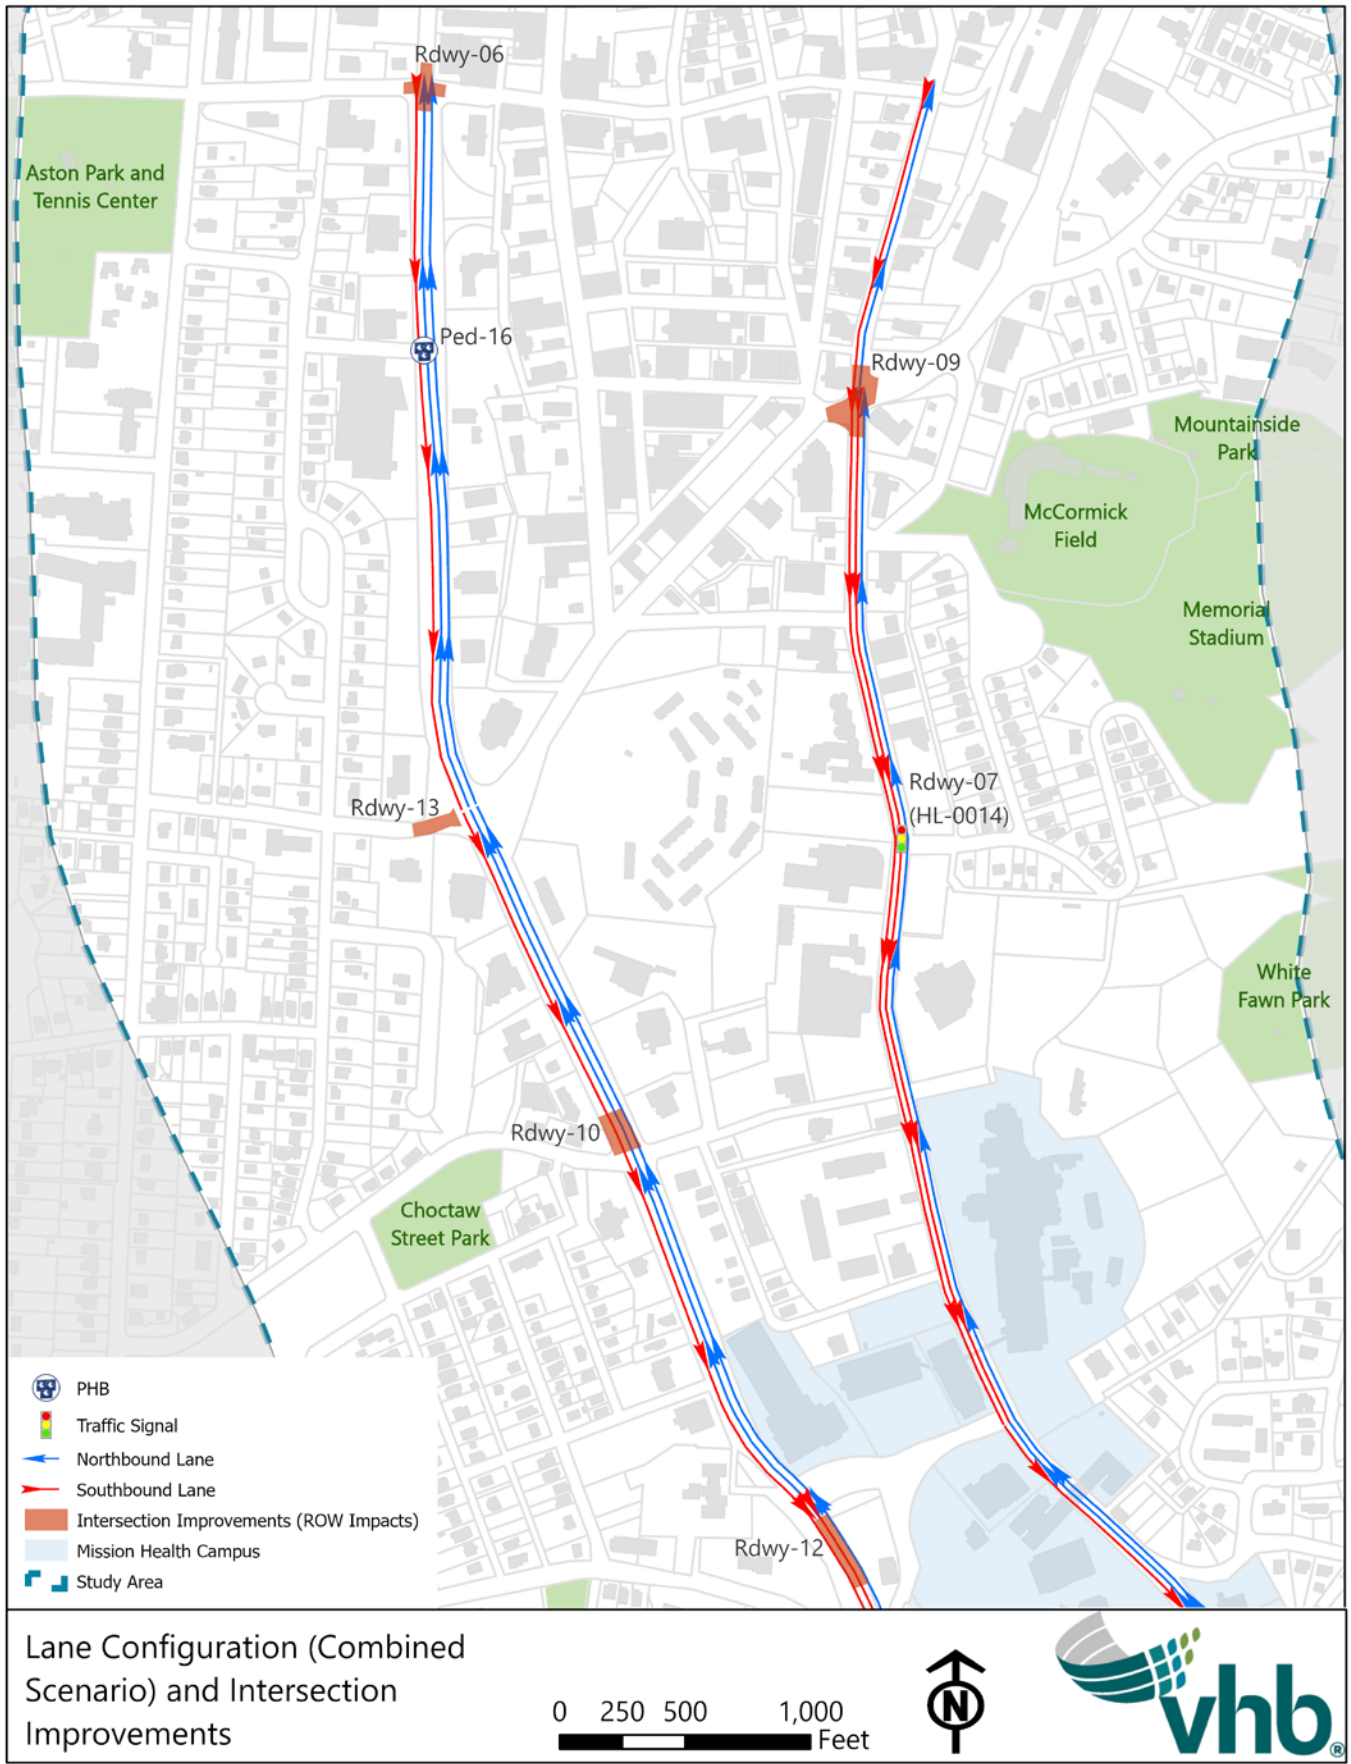 Rdwy-06
Aston Park and
Tennis Center
Ped-16
Rdwy-09
Mountainside
Park
McCormick
Field
Memorial
Stadium
Rdwy-07
(HL-0014)
Rdwy-13
White
Fawn Park
Rdwy-10
Choctaw
Street Park
Rdwy-12
PHB
Traffic Signal
Northbound Lane
Southbound Lane
Intersection Improvements (ROW Impacts)
Mission Health Campus
Study Area
Lane Configuration (Combined
Scenario) and Intersection
Improvements
0 250 500 1,000
Feet
N
vhb®